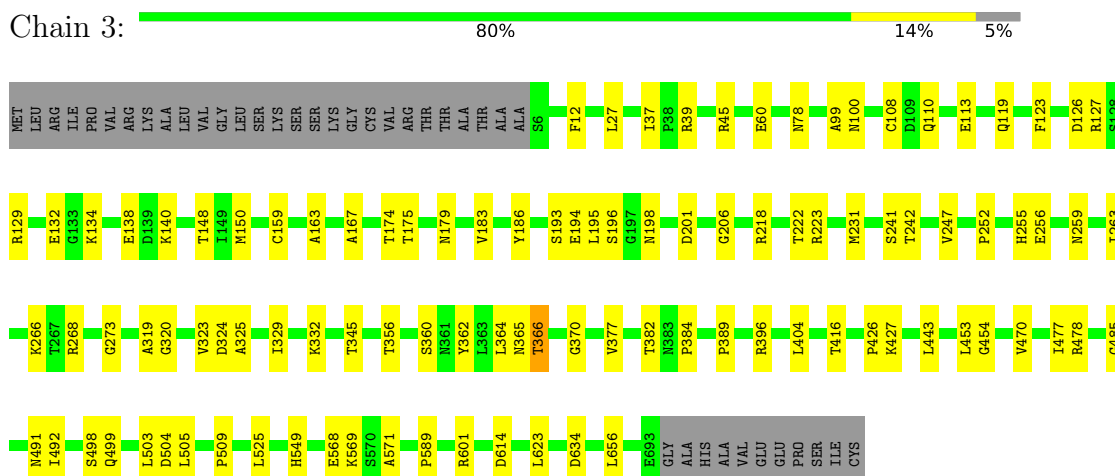 Chain 3:
80% 14% 5%
MET LEU ARG ILE PRO VAL ARG LYS ALA LEU VAL GLY LEU SER LYS SER SER LYS GLY CYS VAL ARG THR THR ALA THR ALA ALA S6 F12 L27 I37 P38 R39 R45 E60 N78 A99 N100 C108 D109 Q110 E113 Q119 F123 D126 R127 S128
R129 E132 G133 K134 E138 D139 K140 T148 I149 M150 C159 A163 A167 T174 T175 N179 V183 Y186 S193 E194 L195 S196 G197 N198 D201 G206 R218 T222 R223 M231 S241 T242 V247 P252 H255 E256 N259
K266 T267 R268 G273 A319 G320 V323 D324 A325 I329 K332 T345 T356 S360 N361 Y362 L363 L364 N365 T366 G370 V377 T382 N383 P384 P389 R396 L404 T416 P426 K427 L443 L453 G454 V470 I477 R478
N491 I492 S498 Q499 L503 D504 L505 P509 L525 H549 E568 K569 S570 A571 P589 R601 D614 L623 D634 L656 E693 GLY ALA HIS ALA VAL GLU GLU PRO SER ILE CYS